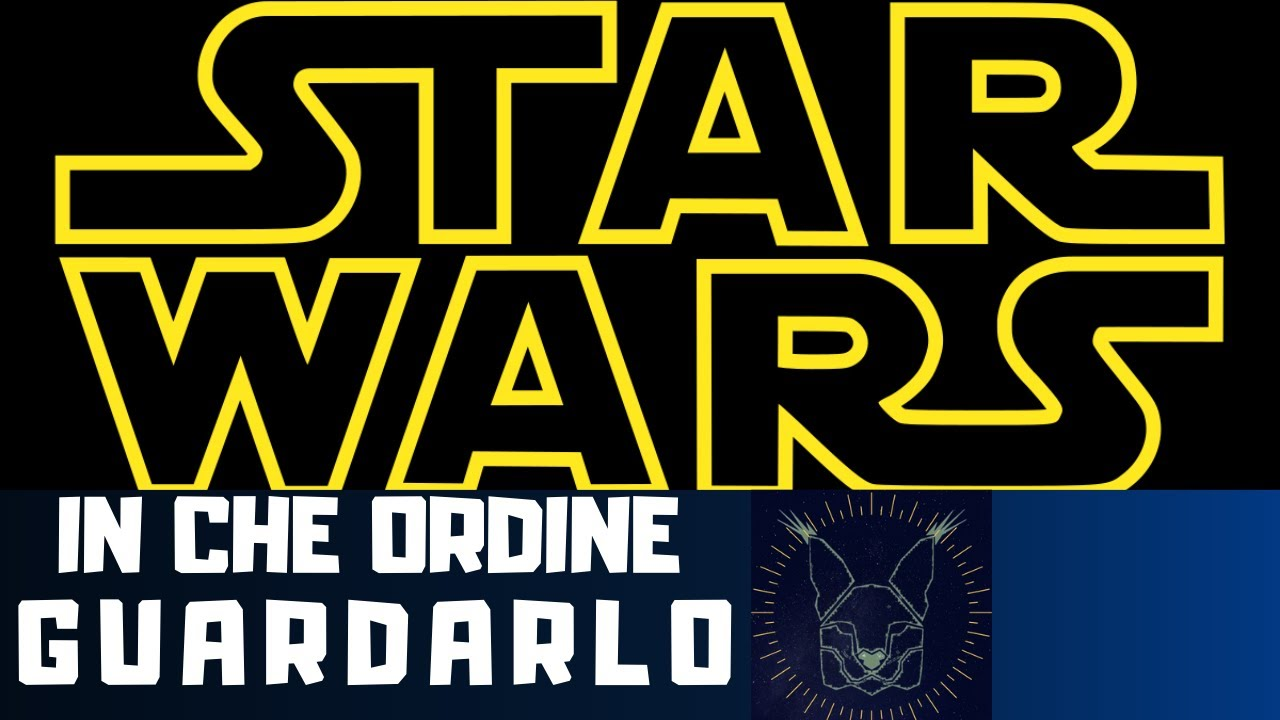 STAR
WARS
IN CHE ORDINE
GUARDARLO